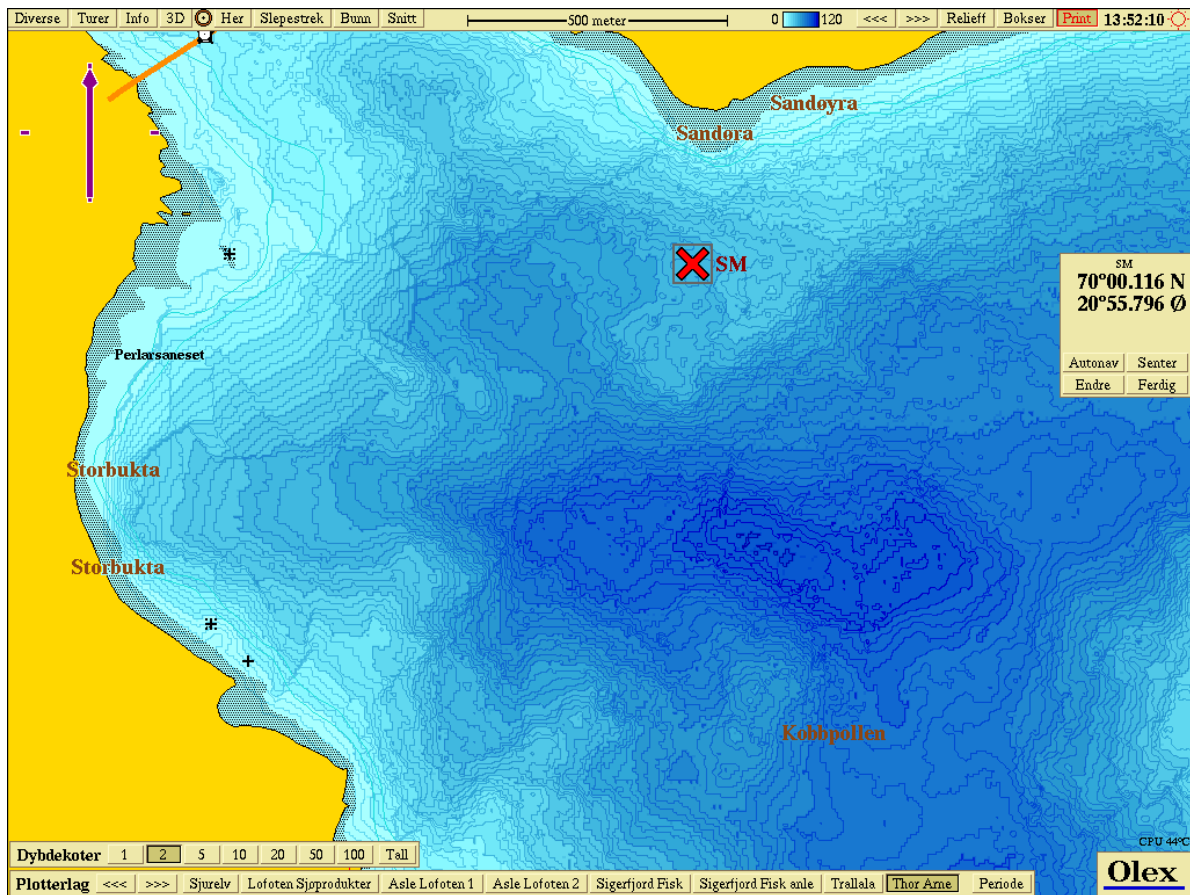 Diverse Turer Info 3D Her Slepestrek Bunn Snitt 500 meter 0 120 <<< >>> Relieff Bokser Print 13:52:10
Sandøyra
Sandøra
SM
SM
70°00.116 N
20°55.796 Ø
Autonav Senter
Endre Ferdig
Perlarsaneset
Storbukta
Storbukta
Kobbpollen
CPU 44°C
Dybdekoter 1 2 5 10 20 50 100 Tall
Olex
Plotterlag <<< >>> Sjurelv Lofoten Sjøprodukter Asle Lofoten 1 Asle Lofoten 2 Sigerfjord Fisk Sigerfjord Fisk anle Trallala Thor Arne Periode